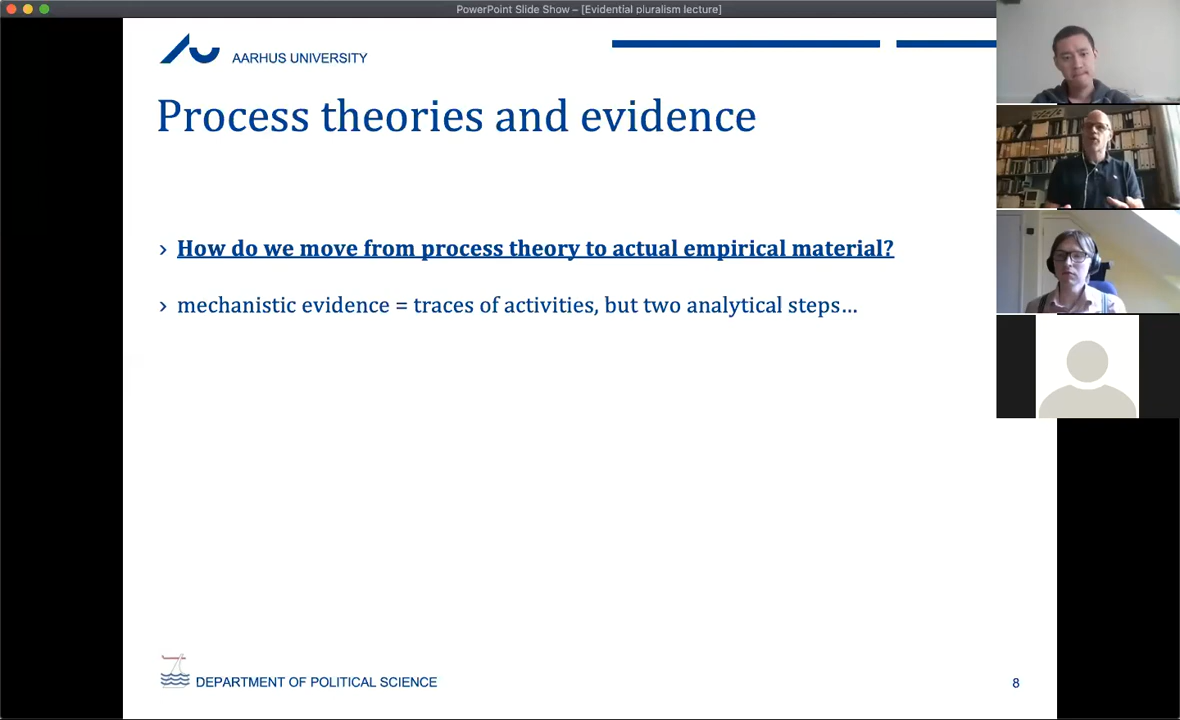 PowerPoint Slide Show – [Evidential pluralism lecture]
AARHUS UNIVERSITY
Process theories and evidence
› How do we move from process theory to actual empirical material?
› mechanistic evidence = traces of activities, but two analytical steps…
DEPARTMENT OF POLITICAL SCIENCE
8